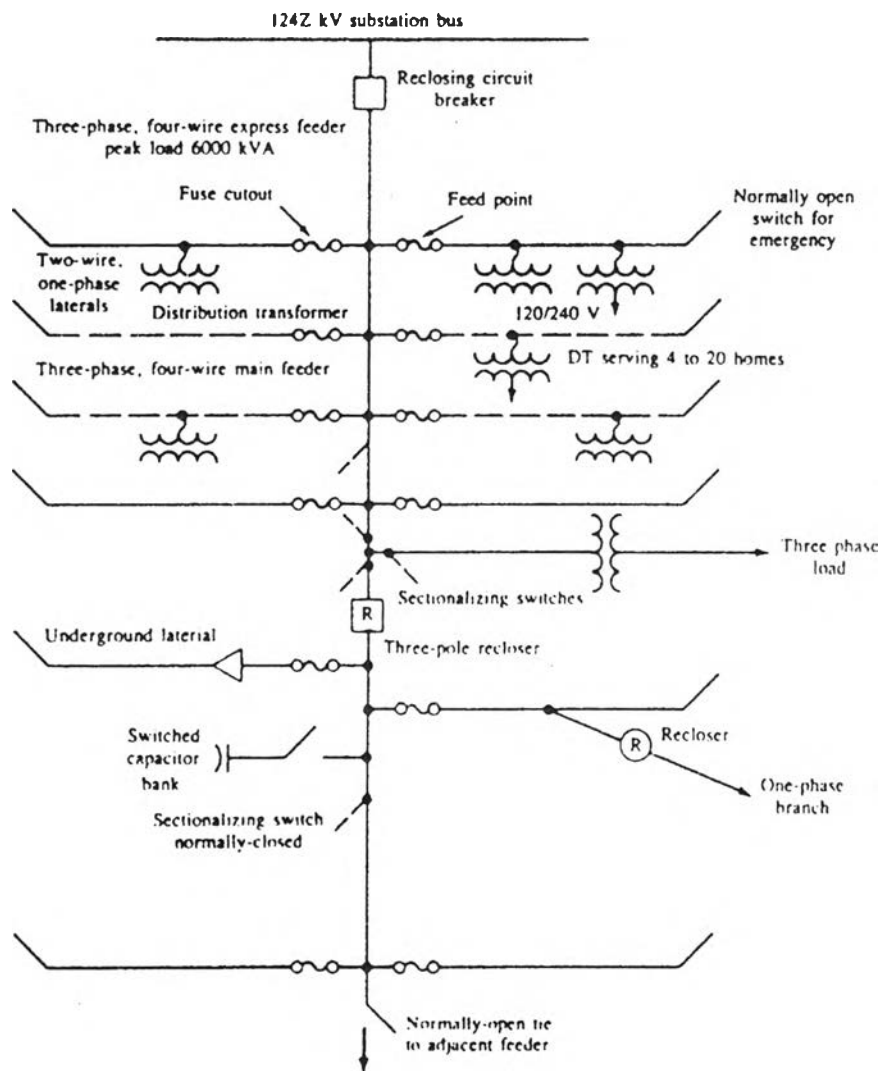 124Z kV substation bus
Reclosing circuit
breaker
Three-phase, four-wire express feeder
peak load 6000 kVA
Fuse cutout
Feed point
Normally open
switch for
emergency
Two-wire,
one-phase
laterals
Distribution transformer
120/240 V
Three-phase, four-wire main feeder
DT serving 4 to 20 homes
Three phase
load
Sectionalizing switches
R
Underground laterial
Three-pole recloser
Switched
capacitor
bank
R
Recloser
One-phase
branch
Sectionalizing switch
normally-closed
Normally-open tie
to adjacent feeder